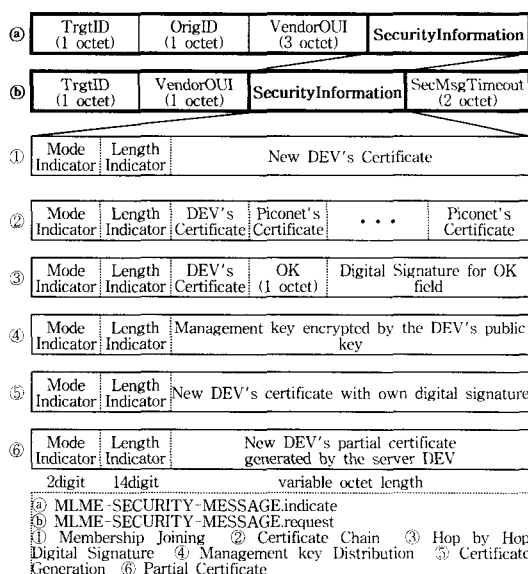 ⓐ TrgtID (1 octet) OrigID (1 octet) VendorOUI (3 octet) SecurityInformation
ⓑ TrgtID (1 octet) VendorOUI (1 octet) SecurityInformation SecMsgTimeout (2 octet)
① Mode Indicator Length Indicator New DEV's Certificate
② Mode Indicator Length Indicator DEV's Certificate Piconet's Certificate • • • Piconet's Certificate
③ Mode Indicator Length Indicator DEV's Certificate OK (1 octet) Digital Signature for OK field
④ Mode Indicator Length Indicator Management key encrypted by the DEV's public key
⑤ Mode Indicator Length Indicator New DEV's certificate with own digital signature
⑥ Mode Indicator Length Indicator New DEV's partial certificate generated by the server DEV
2digit 14digit variable octet length
ⓐ MLME-SECURITY-MESSAGE.indicate
ⓑ MLME-SECURITY-MESSAGE.request
① Membership Joining ② Certificate Chain ③ Hop by Hop
Digital Signature ④ Management key Distribution ⑤ Certificate
Generation ⑥ Partial Certificate